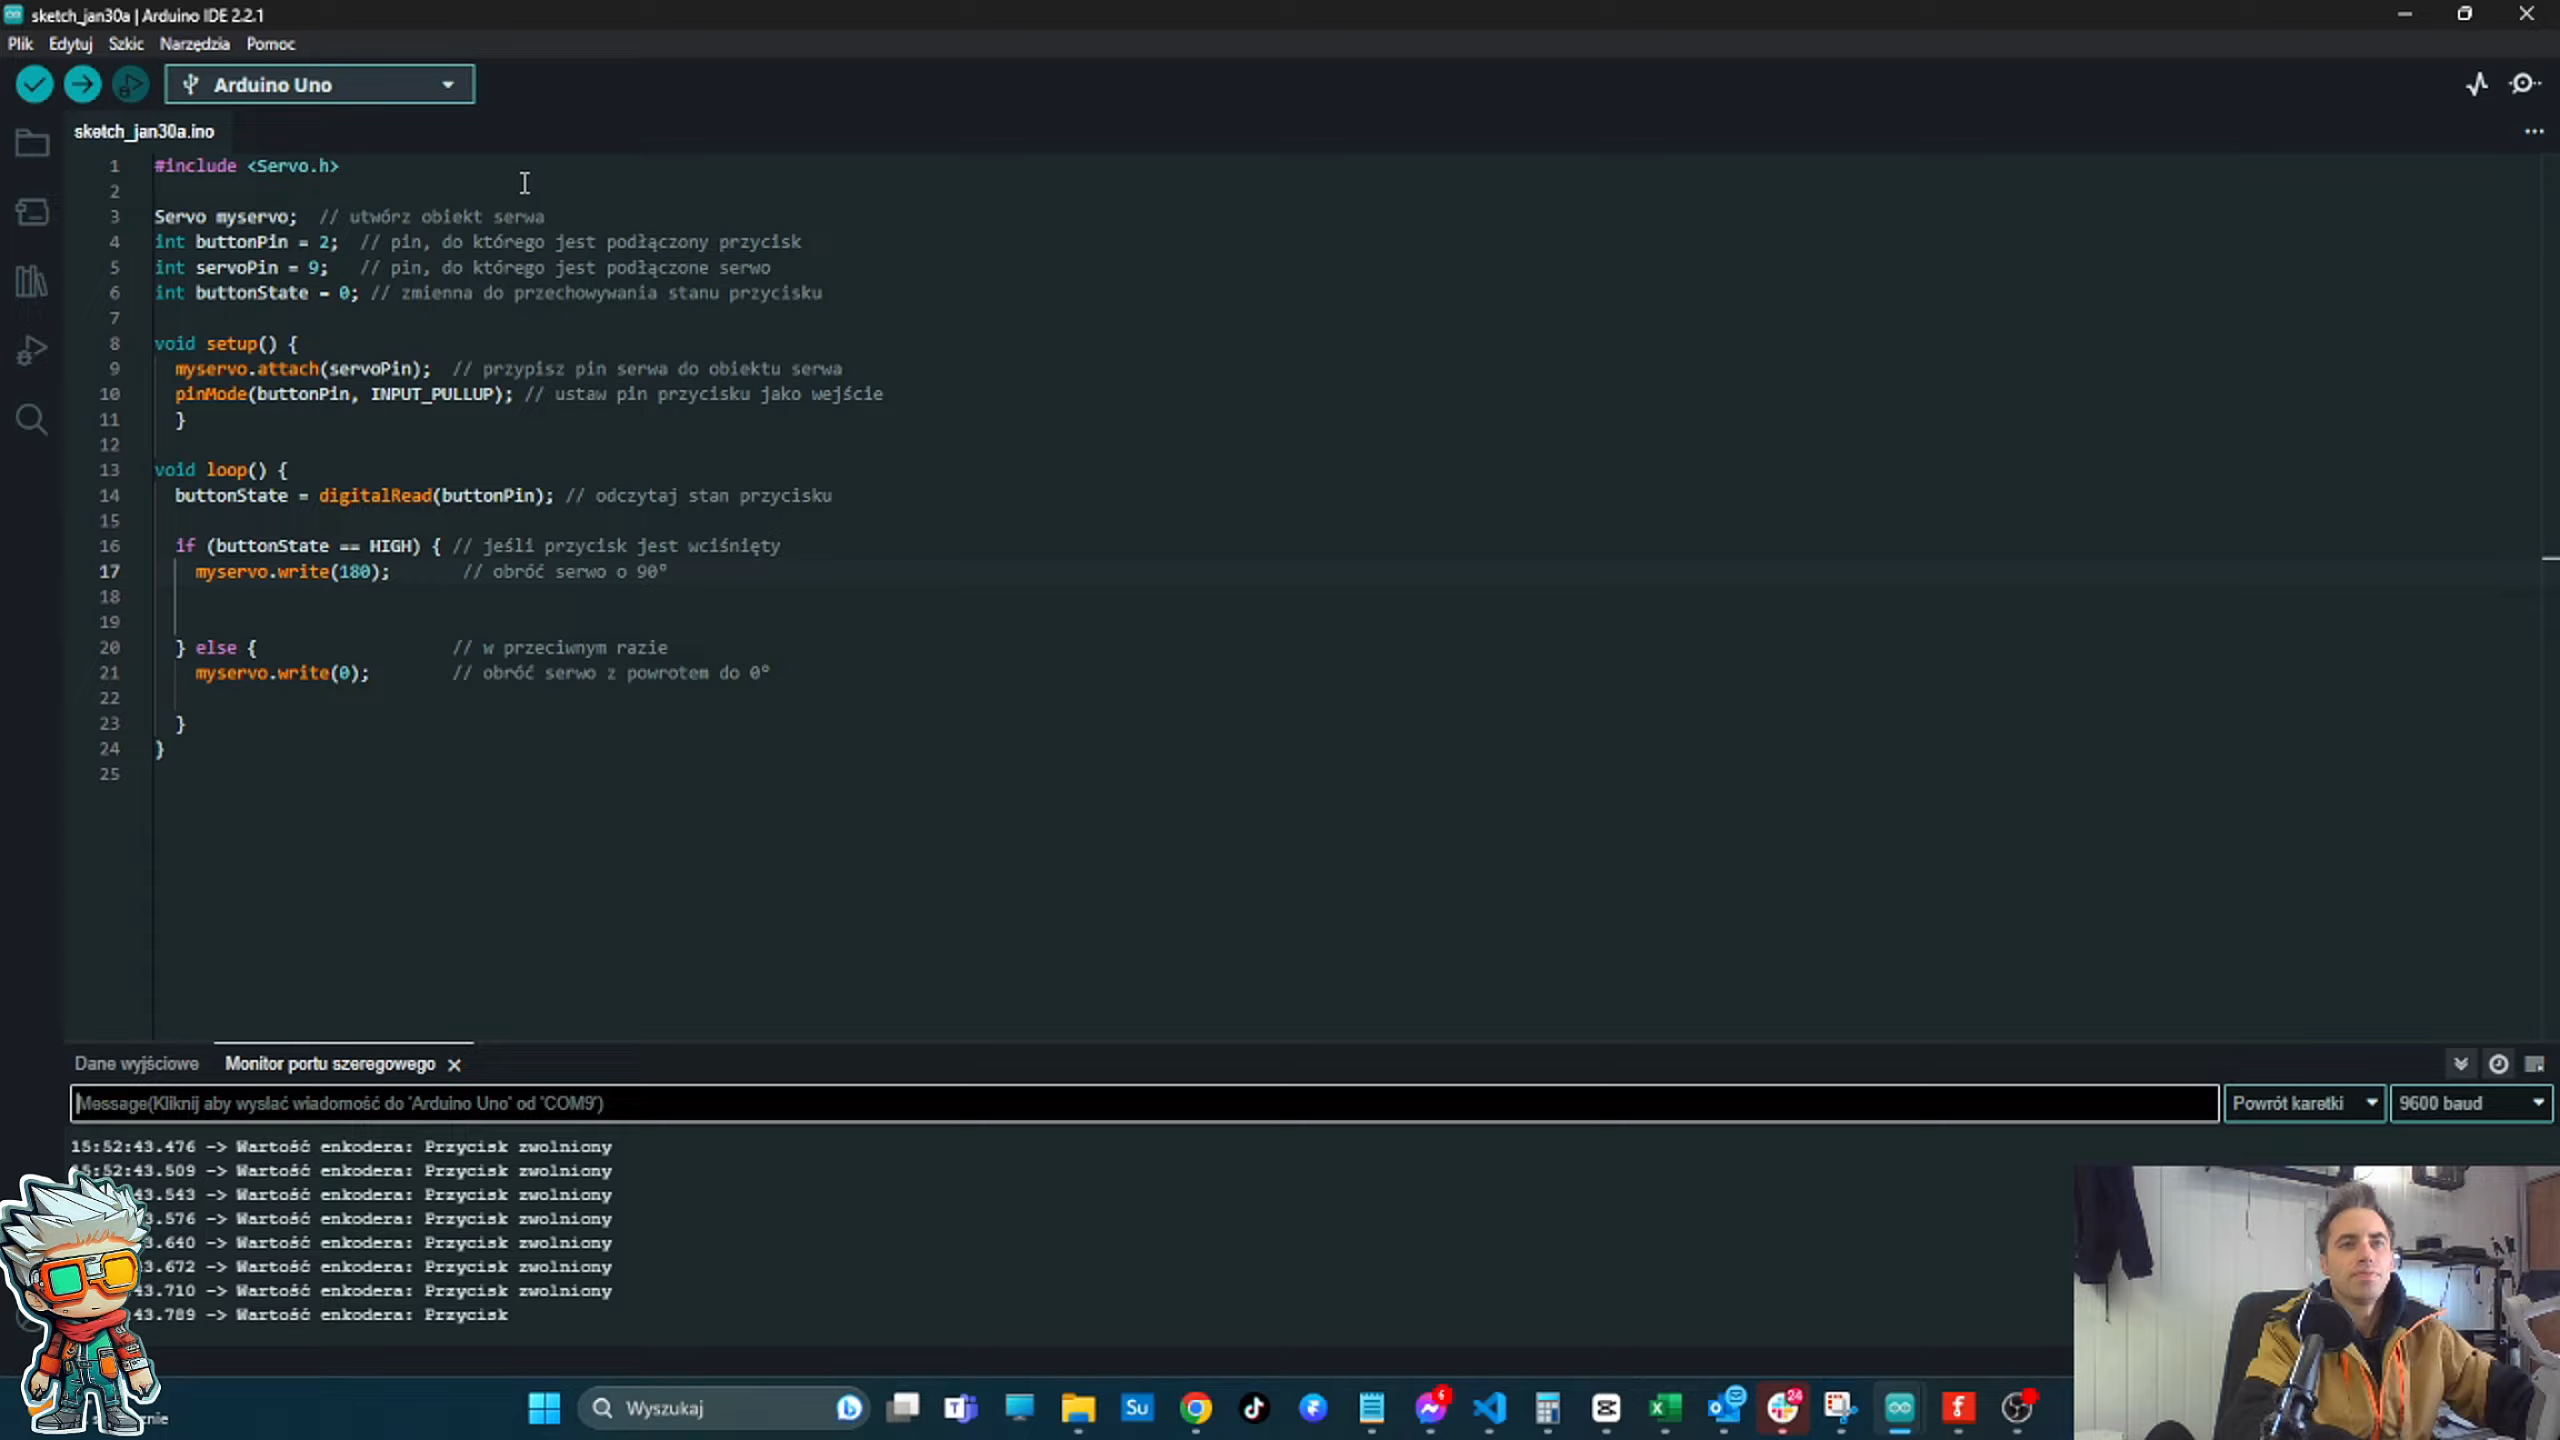 sketch_jan30a | Arduino IDE 2.2.1
Plik Edytuj Szkic Narzędzia Pomoc
Arduino Uno
sketch_jan30a.ino
1 #include <Servo.h>
2
3 Servo myservo;  // utwórz obiekt serwa
4 int buttonPin = 2;  // pin, do którego jest podłączony przycisk
5 int servoPin = 9;   // pin, do którego jest podłączone serwo
6 int buttonState = 0; // zmienna do przechowywania stanu przycisku
7
8 void setup() {
9 myservo.attach(servoPin);  // przypisz pin serwa do obiektu serwa
10 pinMode(buttonPin, INPUT_PULLUP); // ustaw pin przycisku jako wejście
11 }
12
13 void loop() {
14 buttonState = digitalRead(buttonPin); // odczytaj stan przycisku
15
16 if (buttonState == HIGH) { // jeśli przycisk jest wciśnięty
17 myservo.write(180);       // obróć serwo o 90°
18
19
20 } else {                   // w przeciwnym razie
21 myservo.write(0);        // obróć serwo z powrotem do 0°
22
23 }
24 }
25
Dane wyjściowe Monitor portu szeregowego
Message(Kliknij aby wysłać wiadomość do 'Arduino Uno' od 'COM9') Powrót karetki 9600 baud
15:52:43.476 -> Wartość enkodera: Przycisk zwolniony
15:52:43.509 -> Wartość enkodera: Przycisk zwolniony
43.543 -> Wartość enkodera: Przycisk zwolniony
3.576 -> Wartość enkodera: Przycisk zwolniony
3.640 -> Wartość enkodera: Przycisk zwolniony
3.672 -> Wartość enkodera: Przycisk zwolniony
43.710 -> Wartość enkodera: Przycisk zwolniony
43.789 -> Wartość enkodera: Przycisk
Wyszukaj Su 6 24